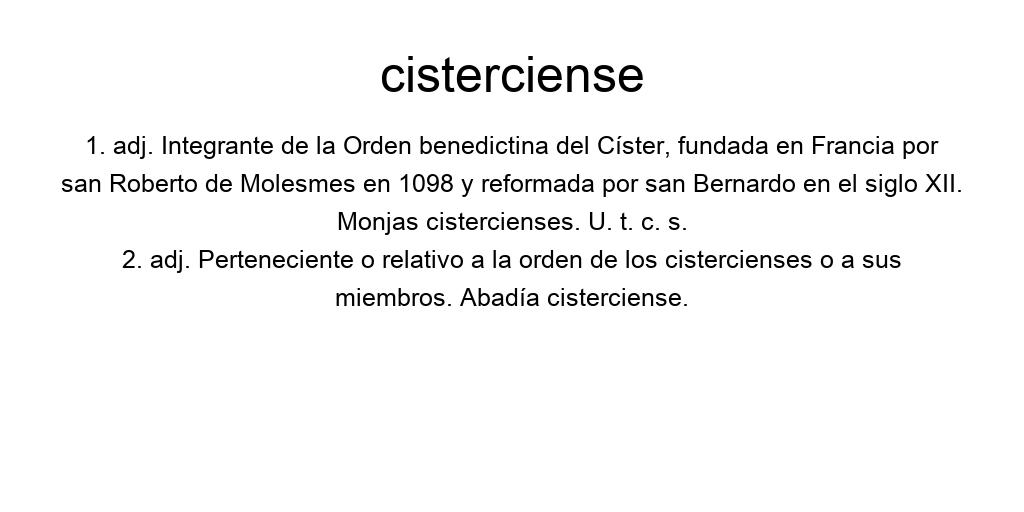 cisterciense
1. adj. Integrante de la Orden benedictina del Císter, fundada en Francia por
san Roberto de Molesmes en 1098 y reformada por san Bernardo en el siglo XII.
Monjas cistercienses. U. t. c. s.
2. adj. Perteneciente o relativo a la orden de los cistercienses o a sus
miembros. Abadía cisterciense.